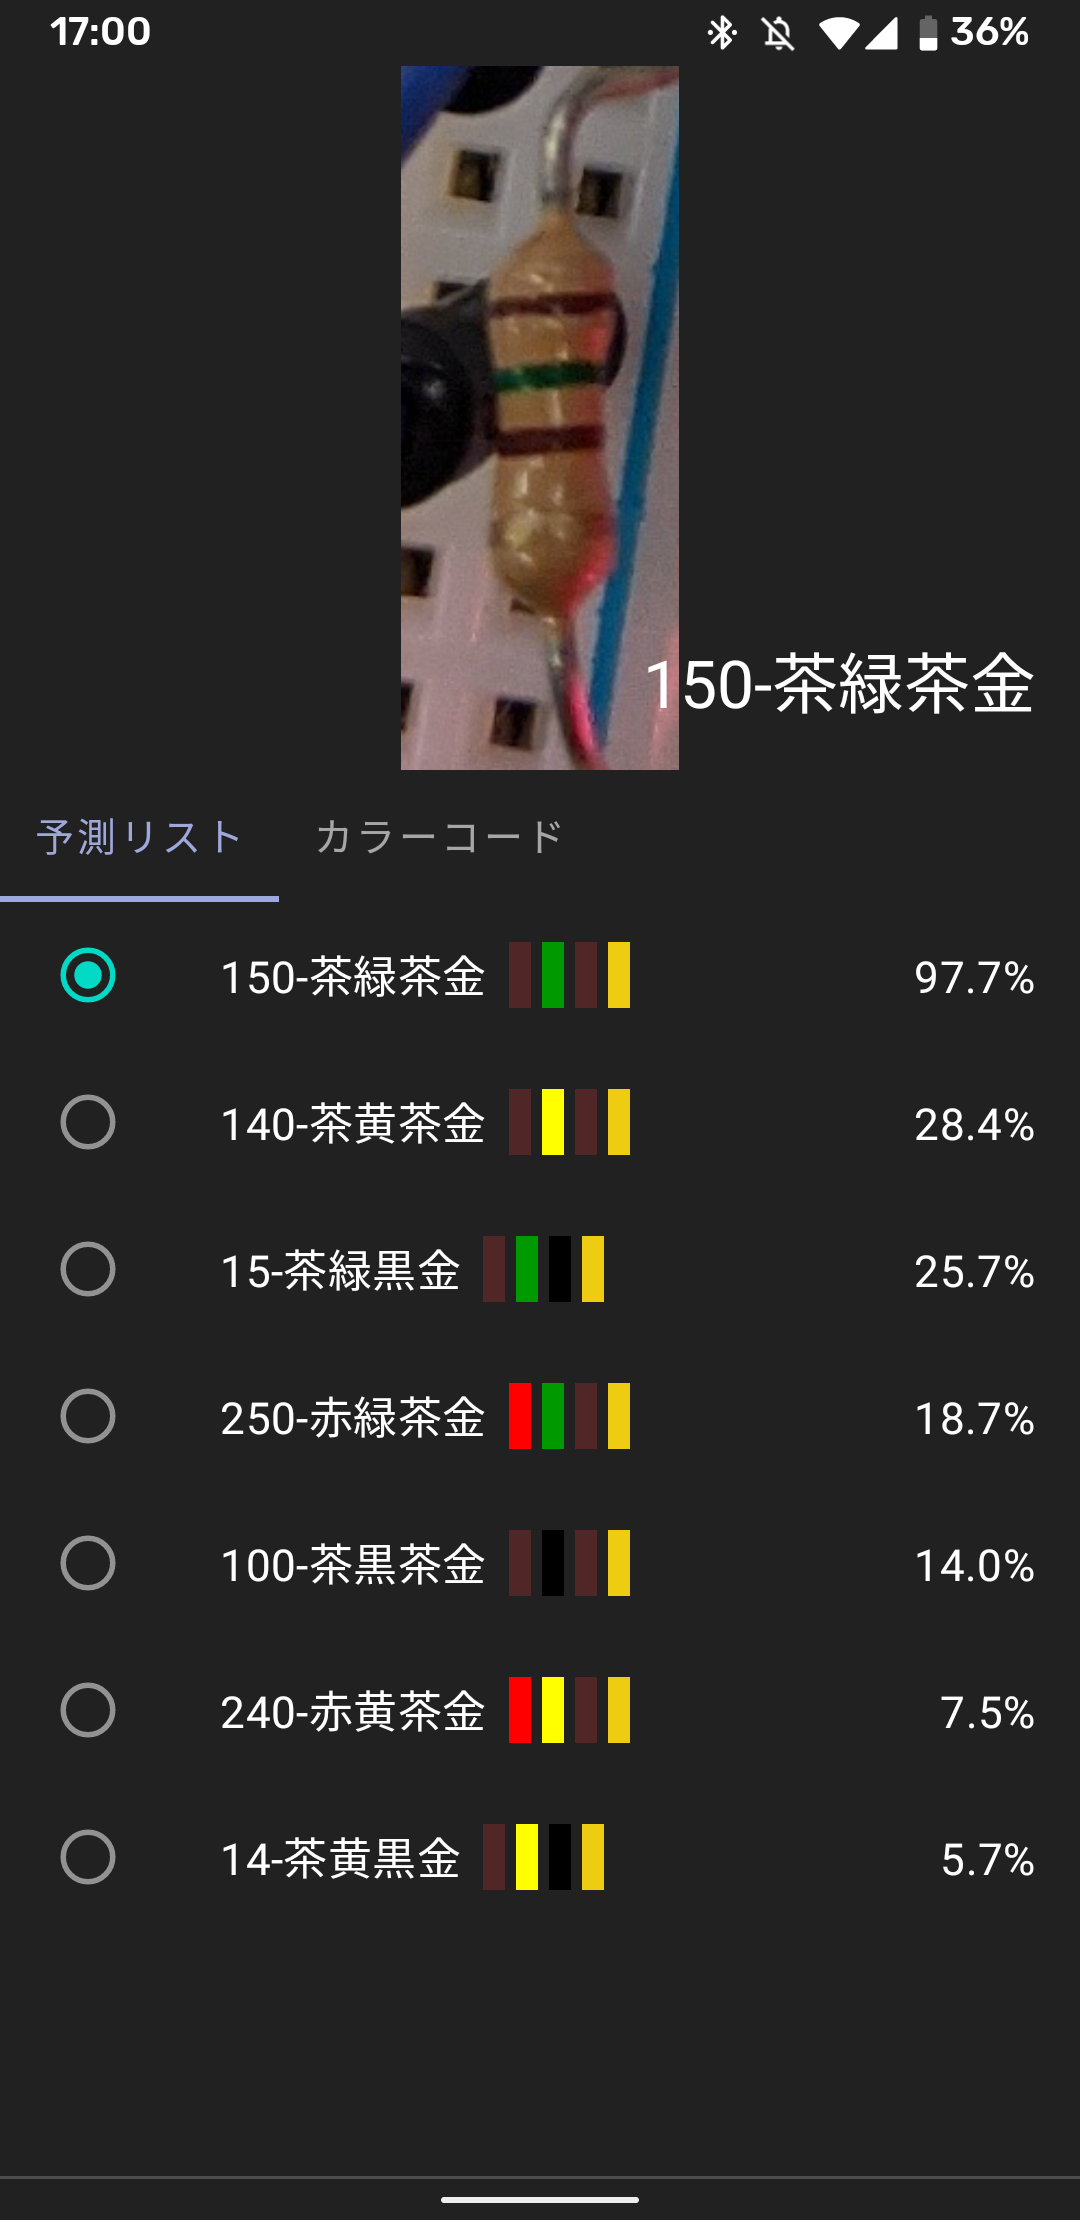 17:00 36%
150-茶緑茶金
予測リスト カラーコード
150-茶緑茶金 97.7%
140-茶黄茶金 28.4%
15-茶緑黒金 25.7%
250-赤緑茶金 18.7%
100-茶黒茶金 14.0%
240-赤黄茶金 7.5%
14-茶黄黒金 5.7%